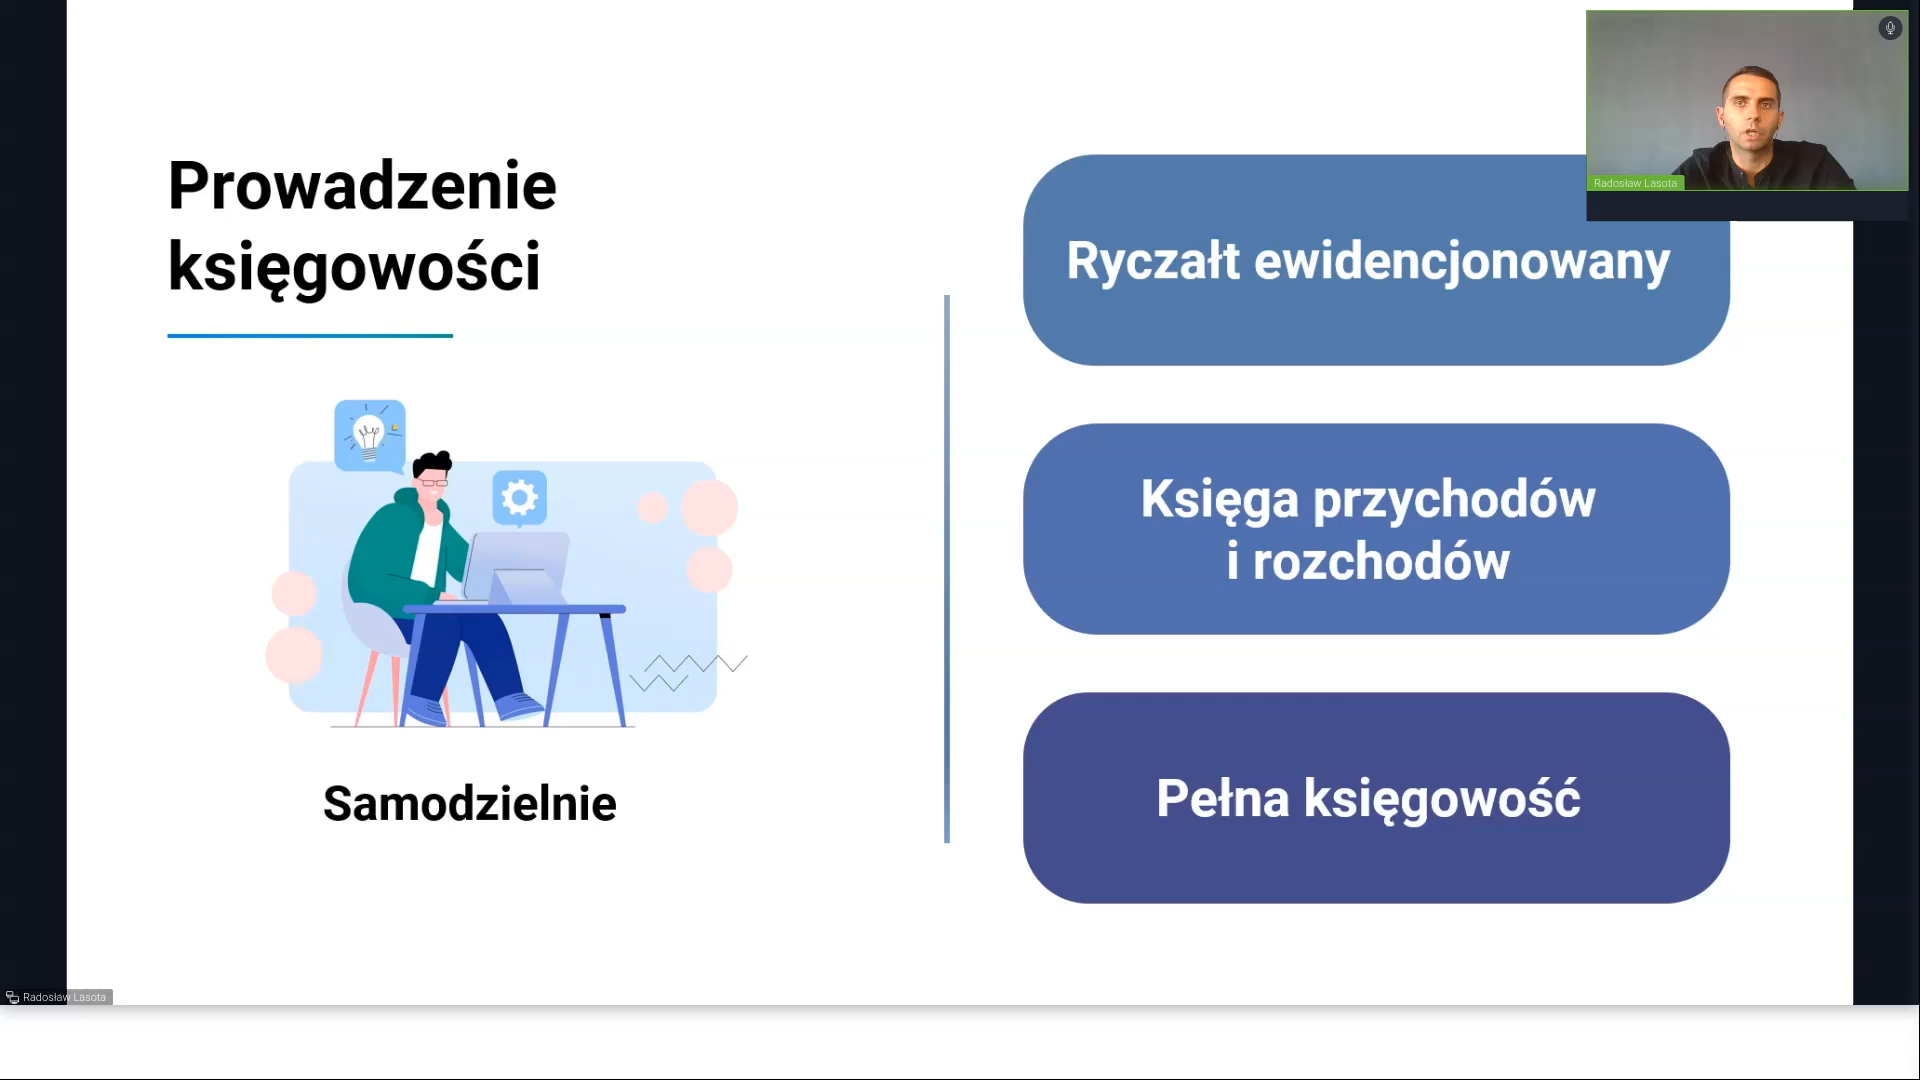 Prowadzenie
księgowości
Samodzielnie
Ryczałt ewidencjonowany
Księga przychodów
i rozchodów
Pełna księgowość
Radosław Lasota
Radosław Lasota